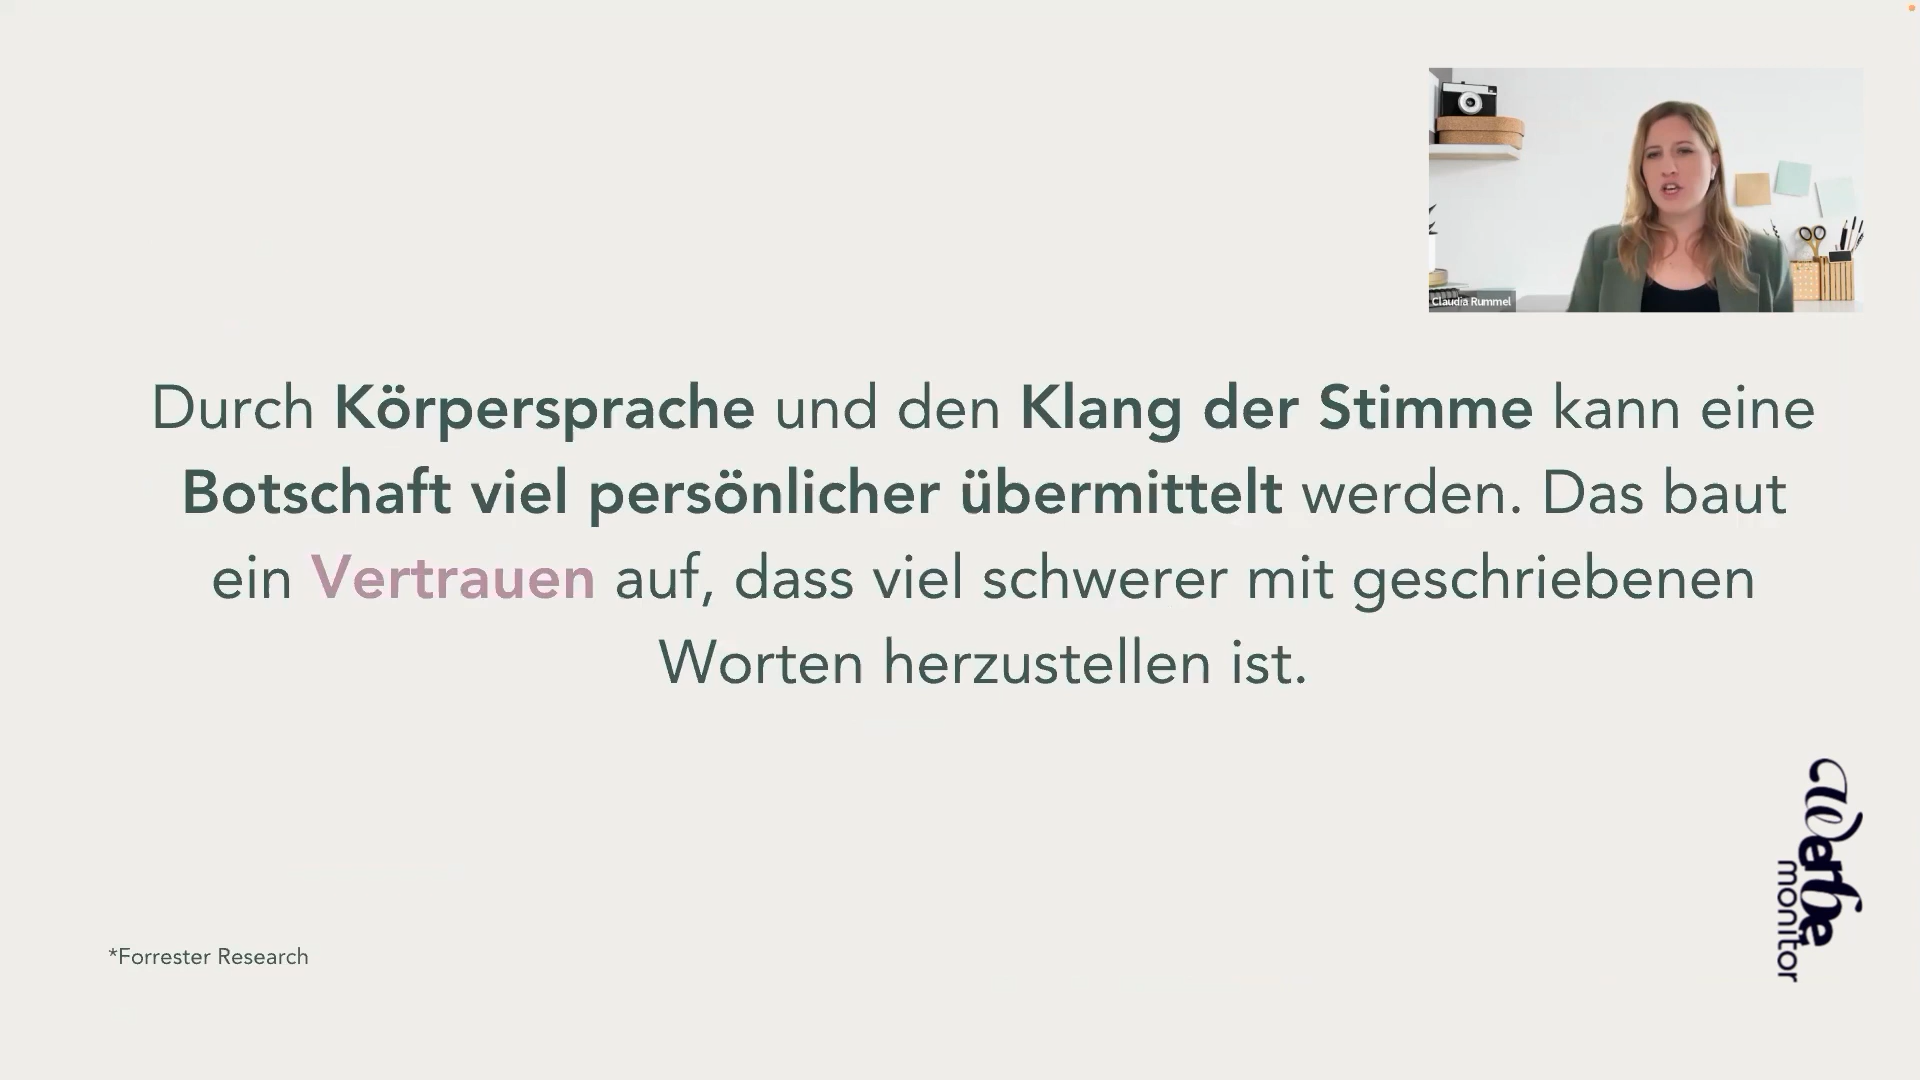 Claudia Rummel
Durch Körpersprache und den Klang der Stimme kann eine
Botschaft viel persönlicher übermittelt werden. Das baut
ein Vertrauen auf, dass viel schwerer mit geschriebenen
Worten herzustellen ist.
werbe
monitor
*Forrester Research